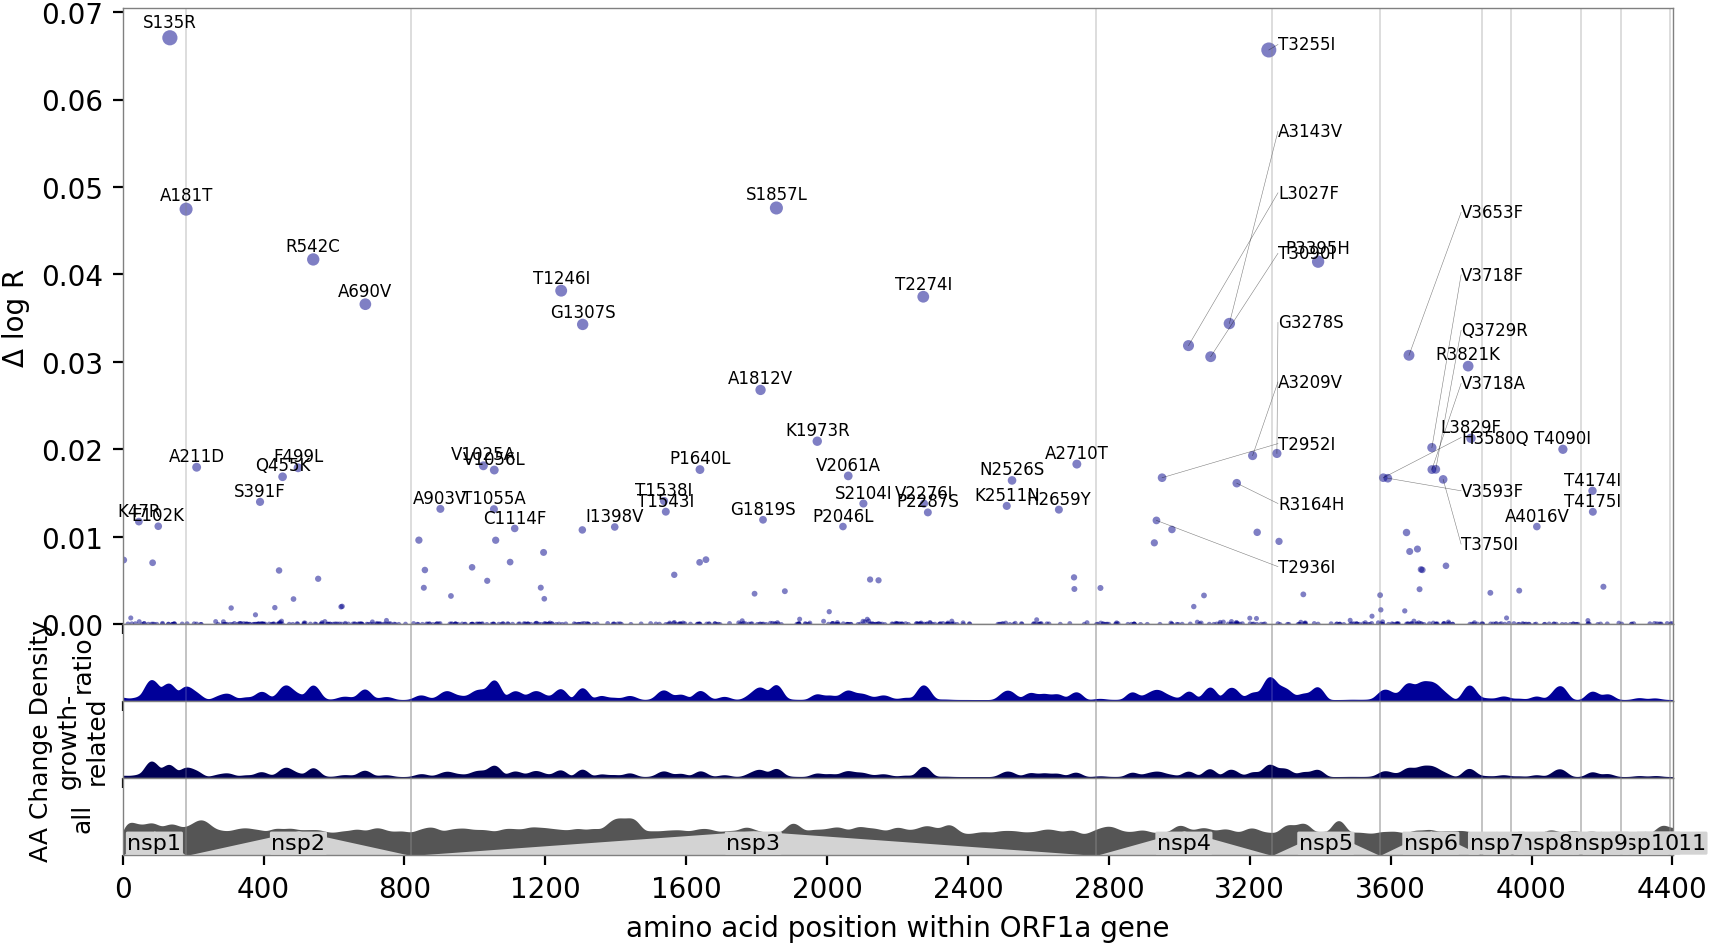 0.07
0.06
0.05
0.04
0.03
0.02
0.01
0.00
Δ log R
S135R
T3255I
A3143V
A181T
S1857L
L3027F
V3653F
R542C
P3395H
T3090I
A690V
T1246I
T2274I
V3718F
G1307S
G3278S
Q3729R
R3821K
A1812V
A3209V
V3718A
K1973R
L3829F
H3580Q
T4090I
T2952I
A211D
F499L
Q455K
V1056L
P1640L
V2061A
N2526S
A2710T
S391F
A903V
T1055A
T1538I
T1543I
S2104I
V2276L
P2287S
K2511N
H2659Y
R3164H
V3593F
T4174I
T4175I
K47R
E102K
C1114F
I1398V
G1819S
P2046L
A4016V
T3750I
T2936I
AA Change Density
ratio
growth-
related
all
nsp1
nsp2
nsp3
nsp4
nsp5
nsp6
nsp7
nsp9
0
400
800
1200
1600
2000
2400
2800
3200
3600
4000
4400
amino acid position within ORF1a gene